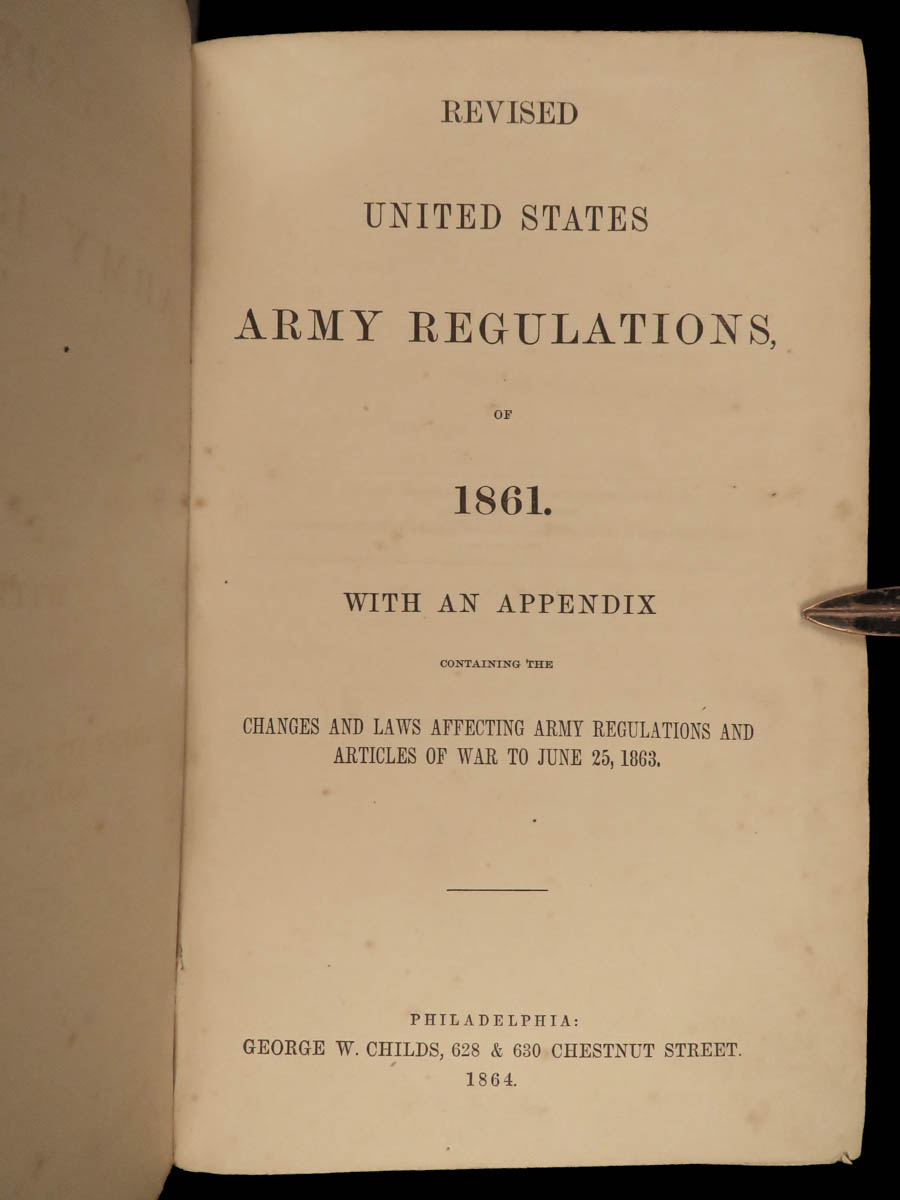 REVISED
UNITED STATES
ARMY REGULATIONS,
OF
1861.
WITH AN APPENDIX
CONTAINING THE
CHANGES AND LAWS AFFECTING ARMY REGULATIONS AND
ARTICLES OF WAR TO JUNE 25, 1863.
PHILADELPHIA:
GEORGE W. CHILDS, 628 & 630 CHESTNUT STREET.
1864.